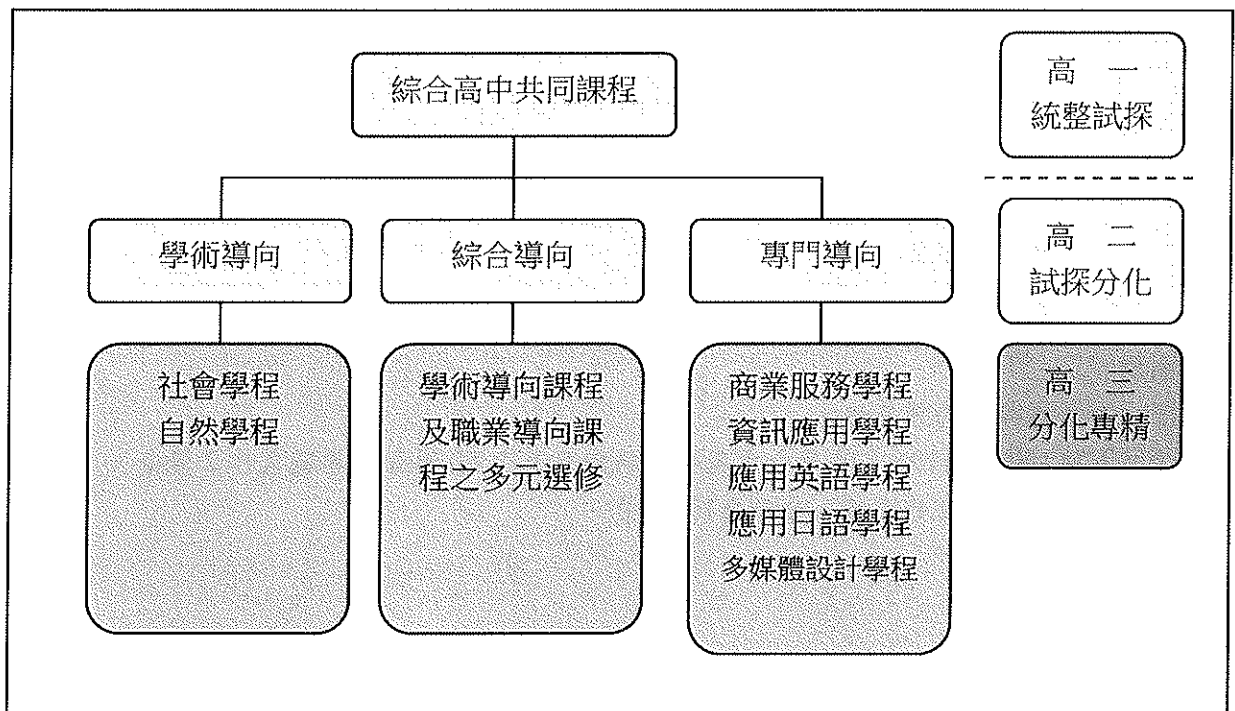 綜合高中共同課程
高 一
統整試探
學術導向
綜合導向
專門導向
高 二
試探分化
社會學程
自然學程
學術導向課程
及職業導向課
程之多元選修
商業服務學程
資訊應用學程
應用英語學程
應用日語學程
多媒體設計學程
高 三
分化專精